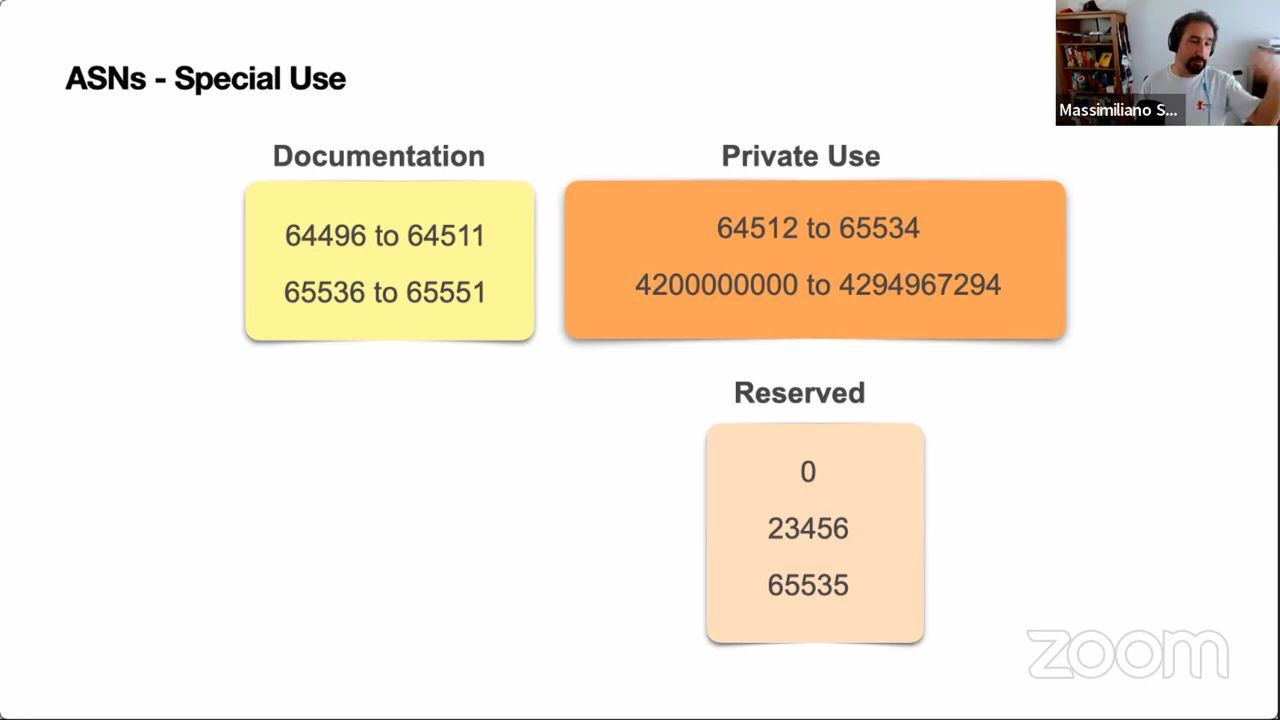 ASNs - Special Use
Massimiliano S...
Documentation
64496 to 64511
65536 to 65551
Private Use
64512 to 65534
4200000000 to 4294967294
Reserved
0
23456
65535
zoom